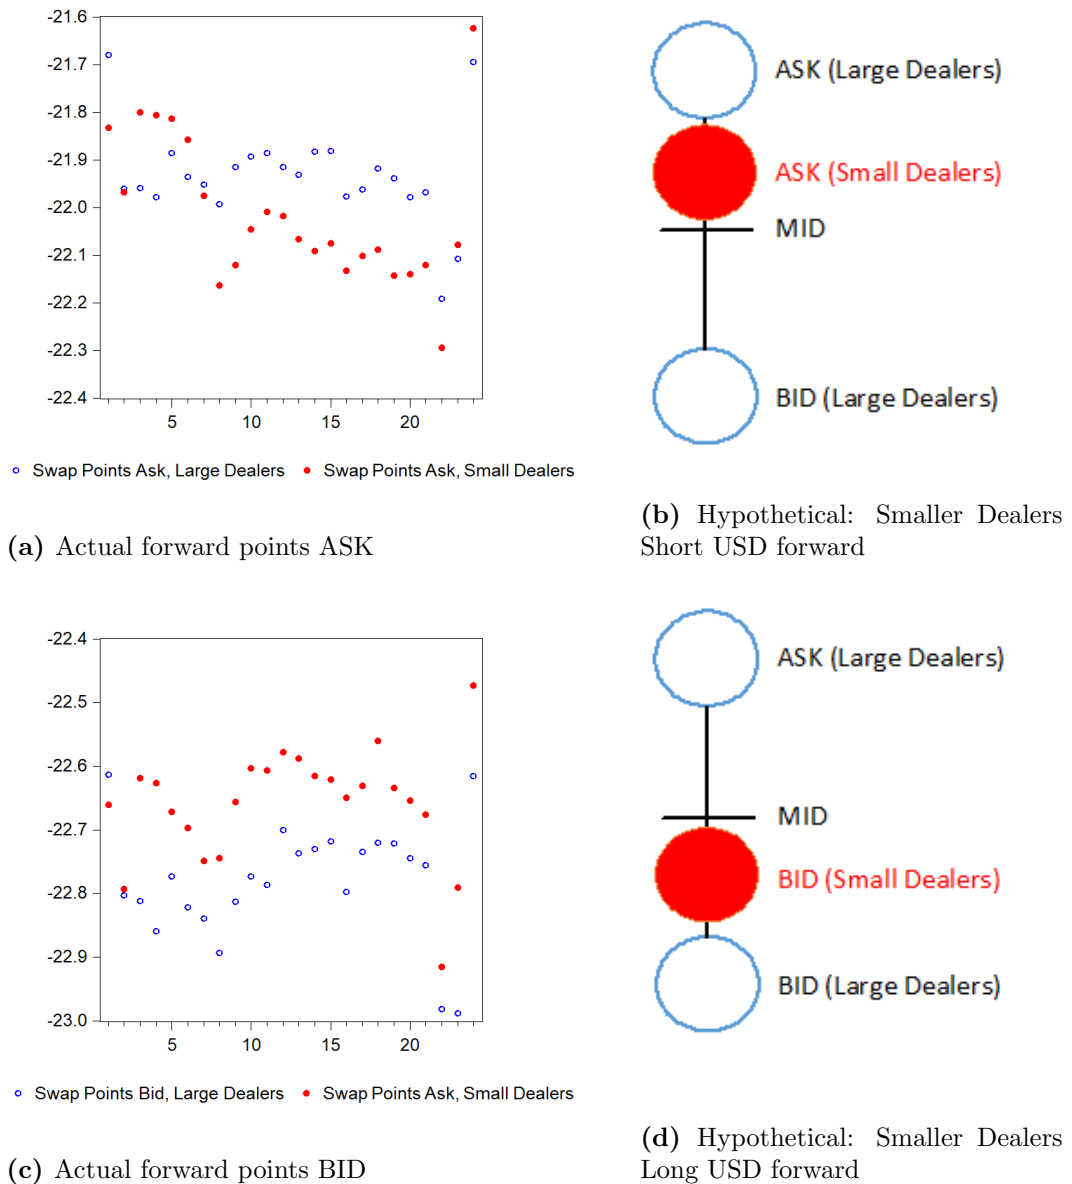 -21.6
-21.7
-21.8
-21.9
-22.0
-22.1
-22.2
-22.3
-22.4
5 10 15 20
Swap Points Ask, Large Dealers Swap Points Ask, Small Dealers
(a) Actual forward points ASK
ASK (Large Dealers)
ASK (Small Dealers)
MID
BID (Large Dealers)
(b) Hypothetical: Smaller Dealers
Short USD forward
-22.4
-22.5
-22.6
-22.7
-22.8
-22.9
-23.0
5 10 15 20
Swap Points Bid, Large Dealers Swap Points Ask, Small Dealers
(c) Actual forward points BID
ASK (Large Dealers)
MID
BID (Small Dealers)
BID (Large Dealers)
(d) Hypothetical: Smaller Dealers
Long USD forward